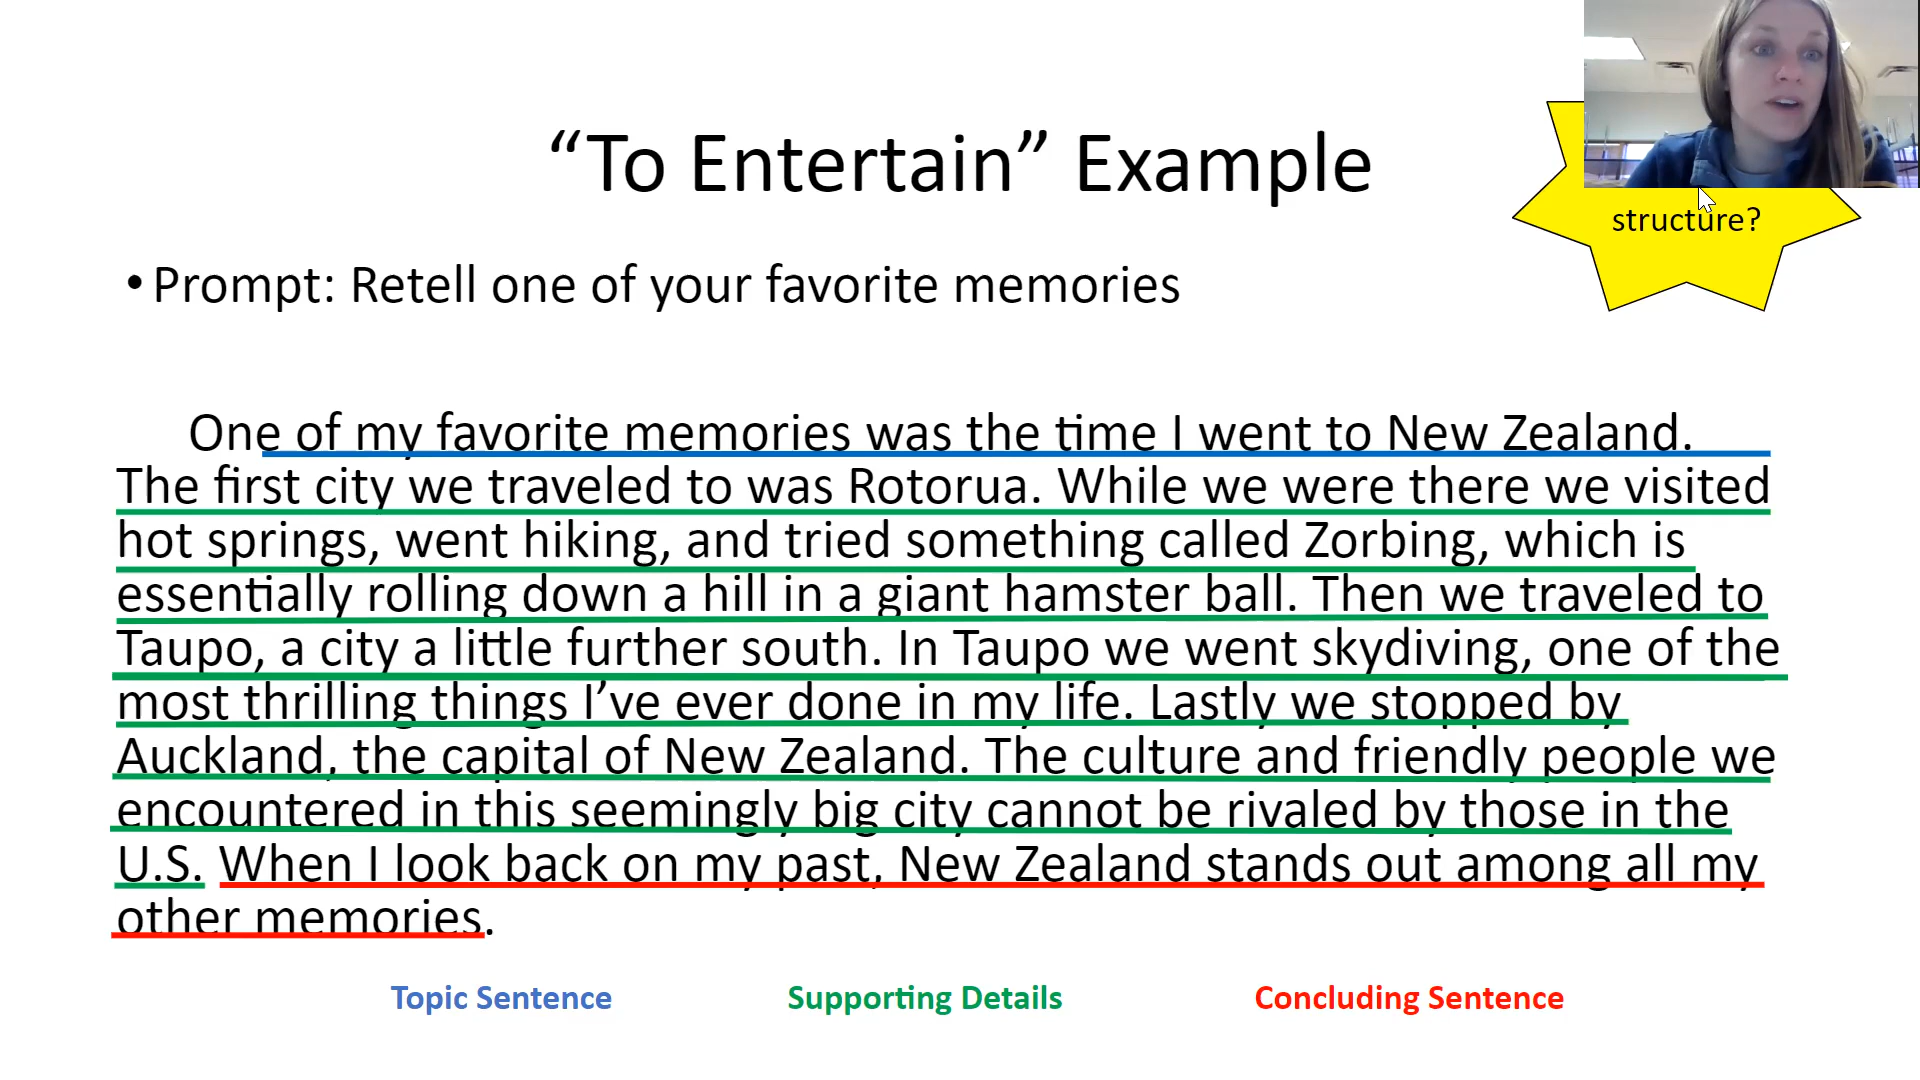 “To Entertain” Example
structure?
• Prompt: Retell one of your favorite memories
One of my favorite memories was the time I went to New Zealand.
The first city we traveled to was Rotorua. While we were there we visited
hot springs, went hiking, and tried something called Zorbing, which is
essentially rolling down a hill in a giant hamster ball. Then we traveled to
Taupo, a city a little further south. In Taupo we went skydiving, one of the
most thrilling things I’ve ever done in my life. Lastly we stopped by
Auckland, the capital of New Zealand. The culture and friendly people we
encountered in this seemingly big city cannot be rivaled by those in the
U.S. When I look back on my past, New Zealand stands out among all my
other memories.
Topic Sentence
Supporting Details
Concluding Sentence